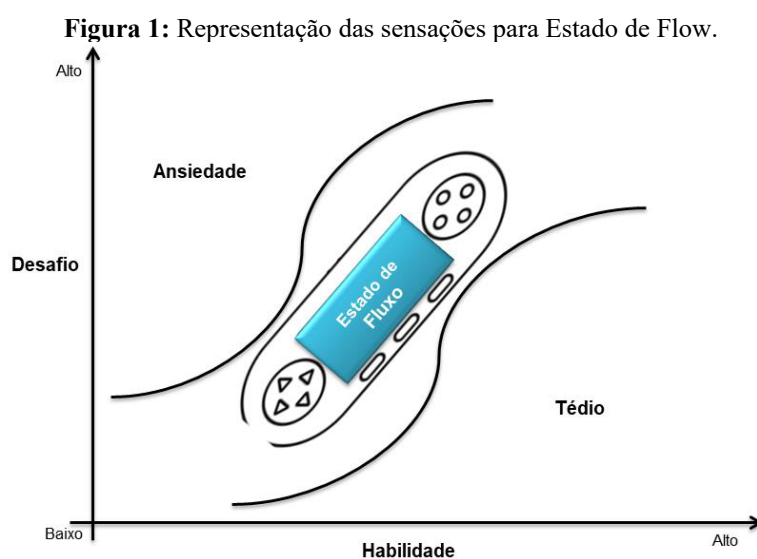 Figura 1: Representação das sensações para Estado de Flow.
Alto
Ansiedade
Desafio
Estado de
Fluxo
Tédio
Baixo
Alto
Habilidade